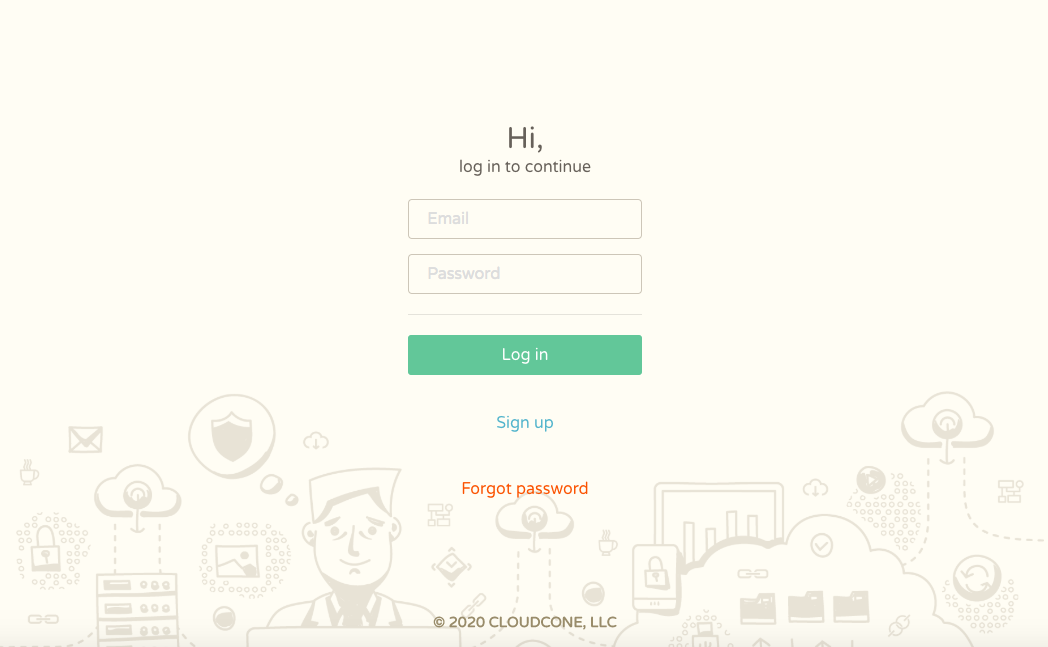 Hi,
log in to continue
Email
Password
Log in
Sign up
Forgot password
© 2020 CLOUDCONE, LLC